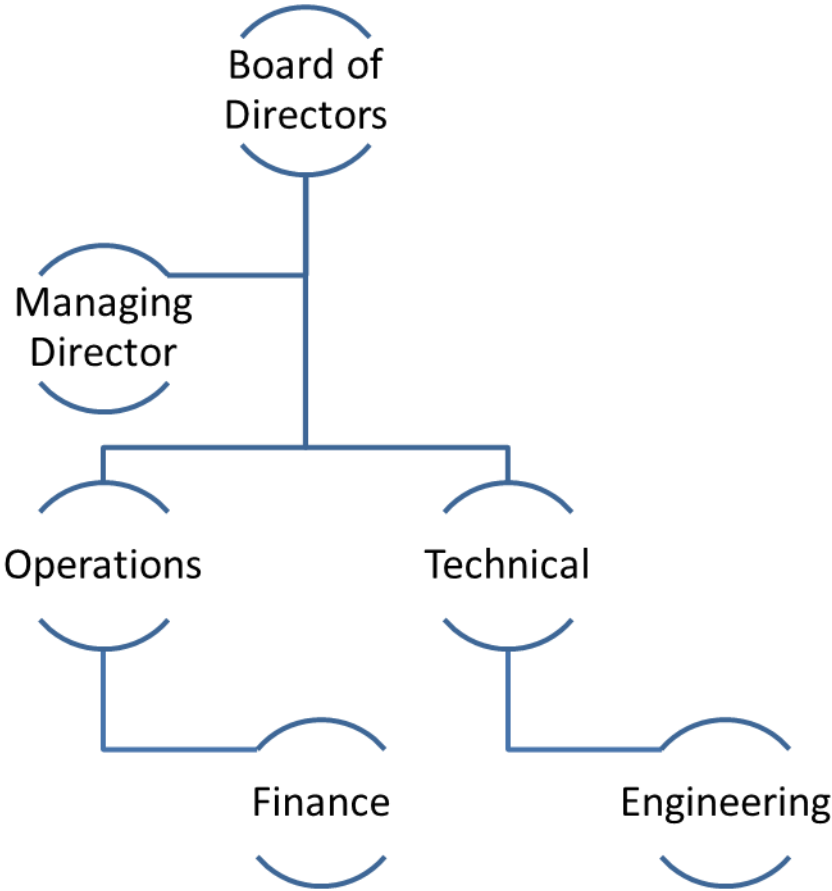 Board of
Directors
Managing
Director
Operations
Technical
Finance
Engineering